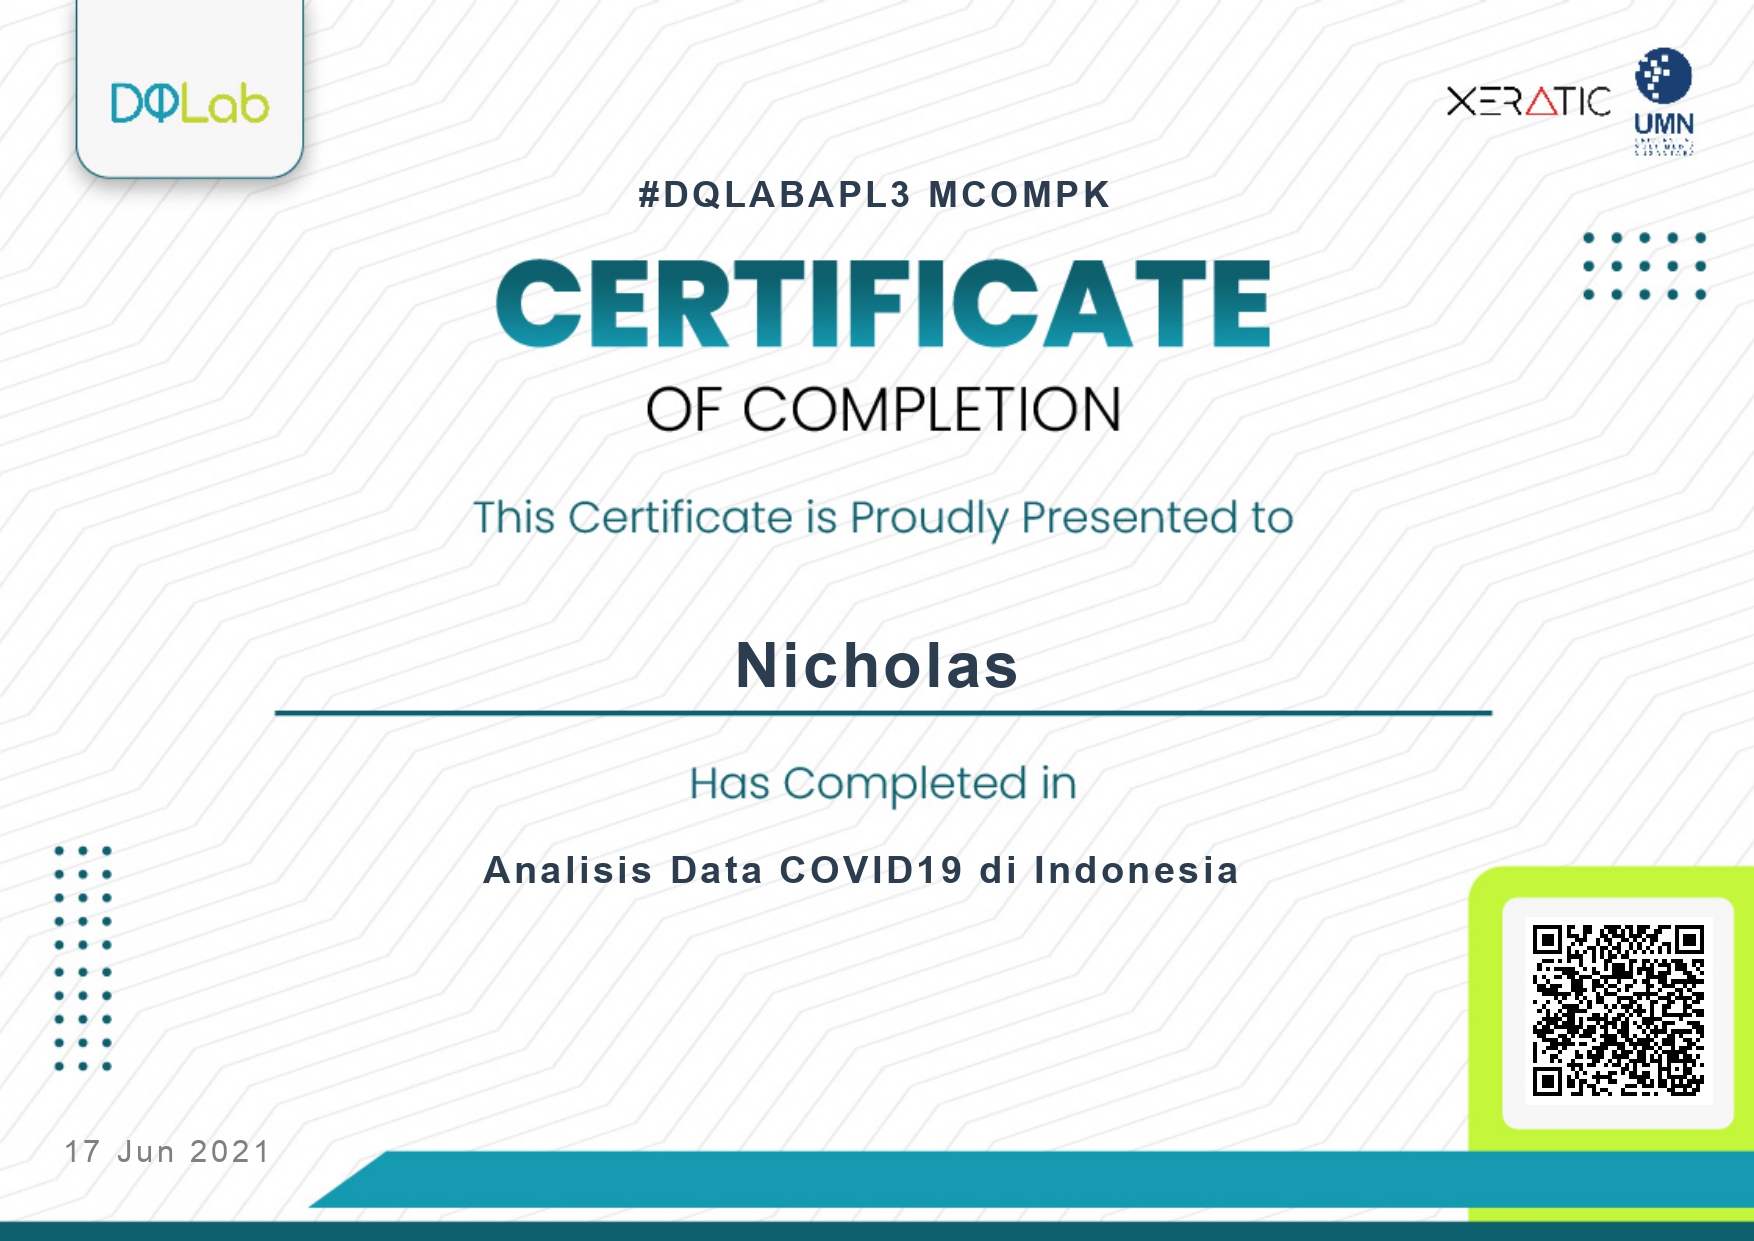 DQLab
XERATIC
UMN
#DQLABAPL3 MCOMPK
CERTIFICATE
OF COMPLETION
This Certificate is Proudly Presented to
Nicholas
Has Completed in
Analisis Data COVID19 di Indonesia
17 Jun 2021